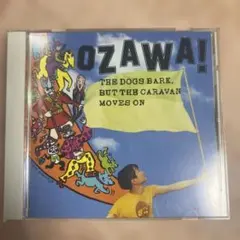 OZAWA!
THE DOGS BARK,
BUT THE CARAVAN
MOVES ON